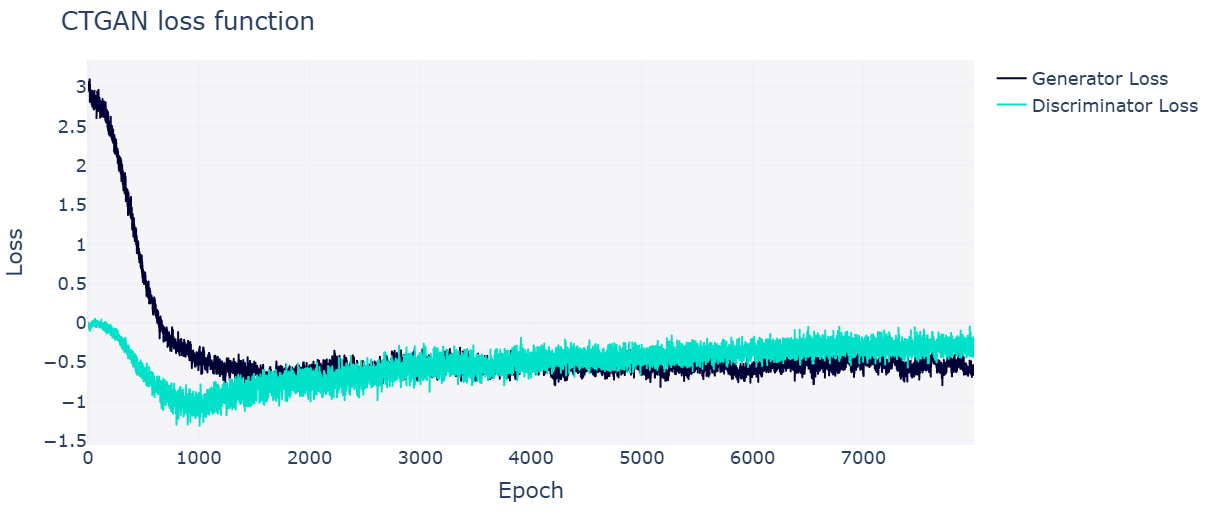 CTGAN loss function
Generator Loss
Discriminator Loss
3
2.5
2
1.5
1
0.5
0
−0.5
−1
−1.5
Loss
0 1000 2000 3000 4000 5000 6000 7000
Epoch